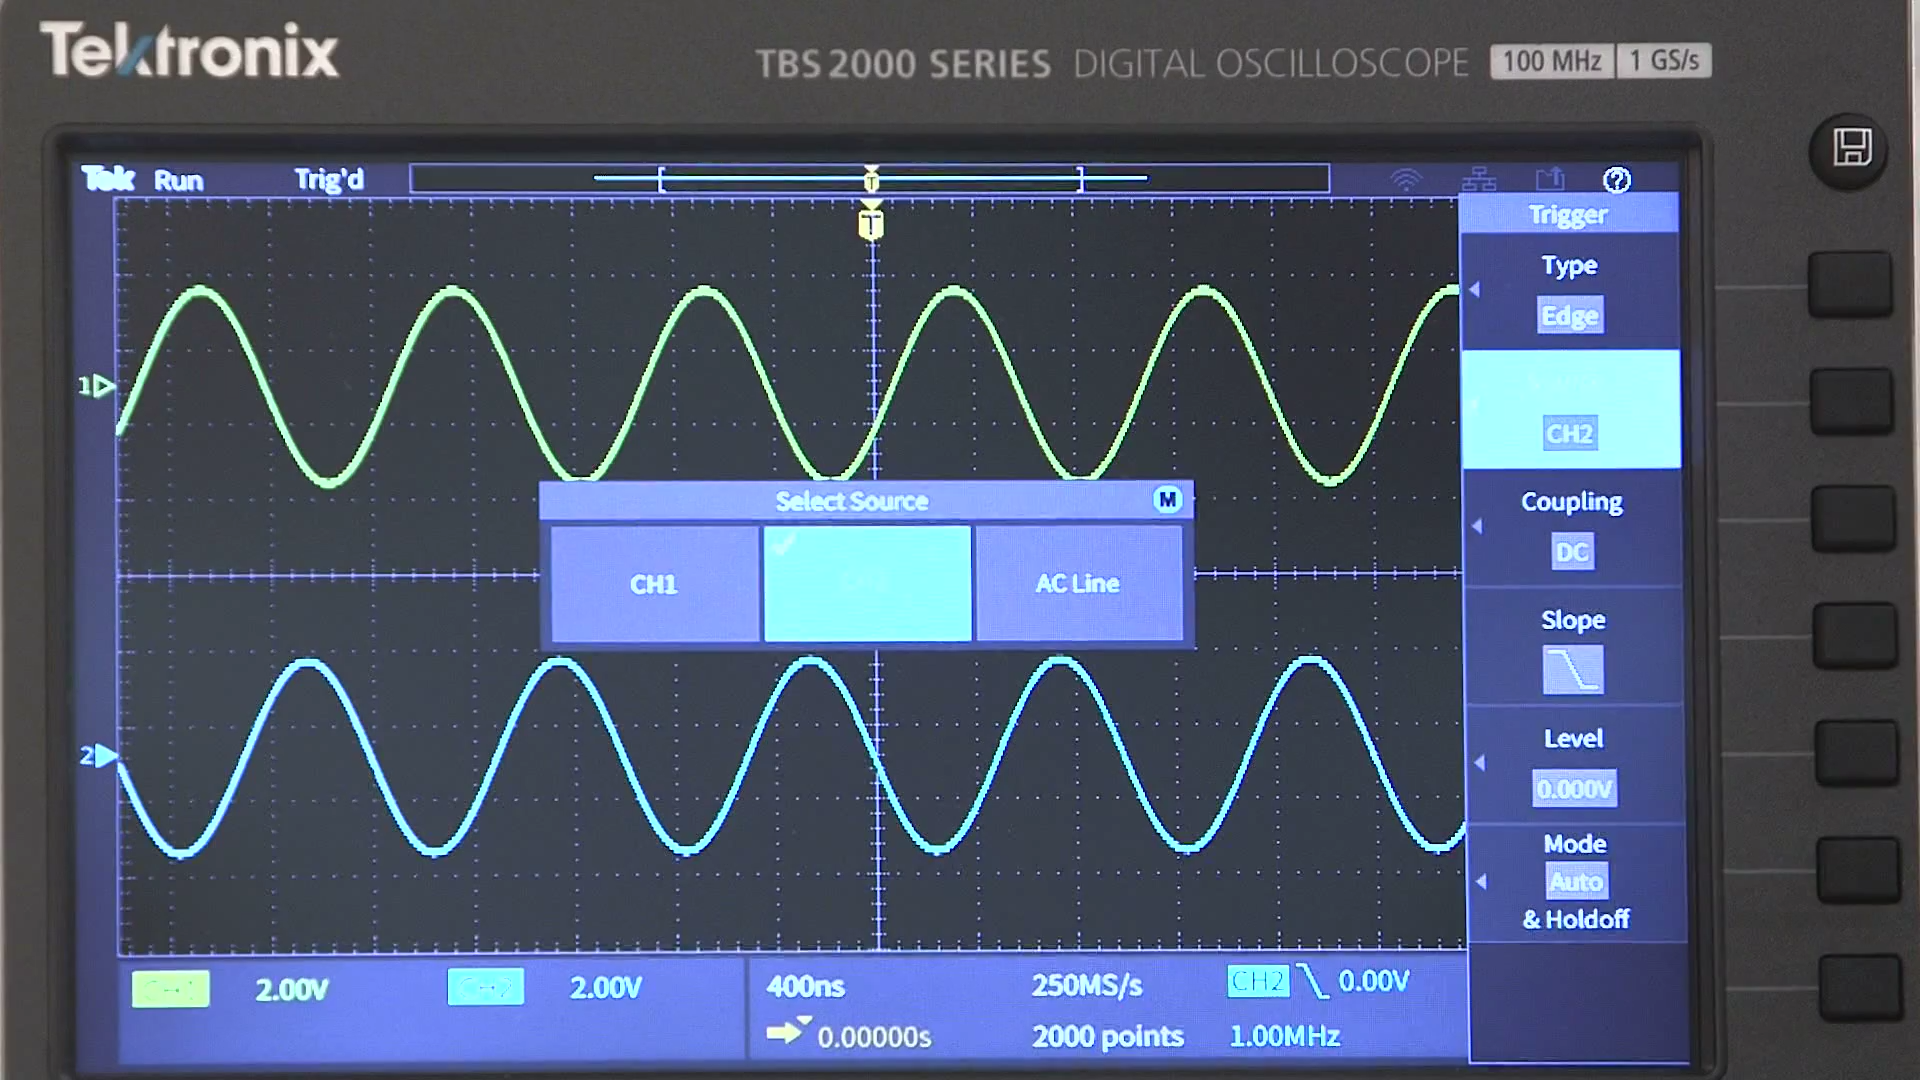 Tektronix
TBS 2000 SERIES DIGITAL OSCILLOSCOPE 100 MHz 1 GS/s
Tek Run Trig'd
T
T
Trigger
Type
Edge
CH2
Coupling
DC
Slope
Level
0.000V
Mode
Auto
& Holdoff
1
Select Source M
CH1 AC Line
2
2.00V 2.00V 400ns 250MS/s CH2 0.00V
0.00000s 2000 points 1.00MHz